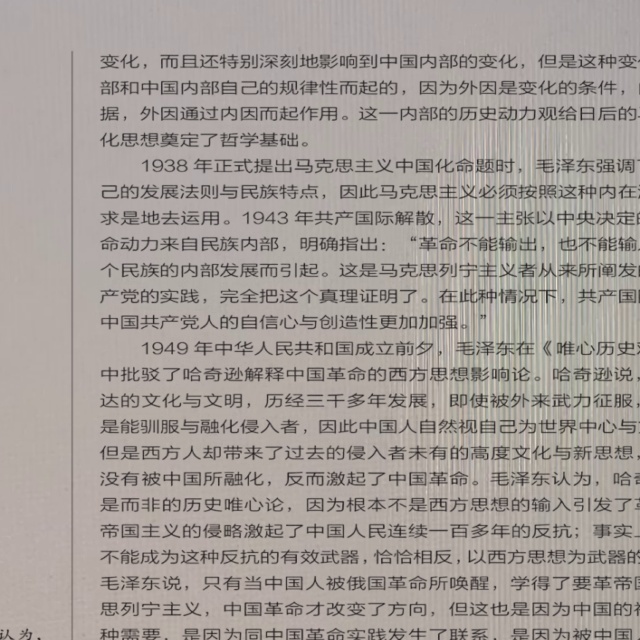 变化，而且还特别深刻地影响到中国内部的变化，但是这种变
部和中国内部自己的规律性而起的，因为外因是变化的条件，
据，外因通过内因而起作用。这一内部的历史动力观给日后的
化思想奠定了哲学基础。
1938 年正式提出马克思主义中国化命题时，毛泽东强调
己的发展法则与民族特点，因此马克思主义必须按照这种内在
求是地去运用。1943 年共产国际解散，这一主张以中央决定
命动力来自民族内部，明确指出：“革命不能输出，也不能输
个民族的内部发展而引起。这是马克思列宁主义者从来所阐发
产党的实践，完全把这个真理证明了。在此种情况下，共产国
中国共产党人的自信心与创造性更加加强。”
1949 年中华人民共和国成立前夕，毛泽东在《唯心历史
中批驳了哈奇逊解释中国革命的西方思想影响论。哈奇逊说，
达的文化与文明，历经三千多年发展，即使被外来武力征服，
是能驯服与融化侵入者，因此中国人自然视自己为世界中心与
但是西方人却带来了过去的侵入者未有的高度文化与新思想，
没有被中国所融化，反而激起了中国革命。毛泽东认为，哈
是而非的历史唯心论，因为根本不是西方思想的输入引发了
帝国主义的侵略激起了中国人民连续一百多年的反抗；事实
不能成为这种反抗的有效武器，恰恰相反，以西方思想为武器的
毛泽东说，只有当中国人被俄国革命所唤醒，学得了要革帝
思列宁主义，中国革命才改变了方向，但这也是因为中国的
种需要，是因为同中国革命实践发生了联系，是因为被中国
认为，